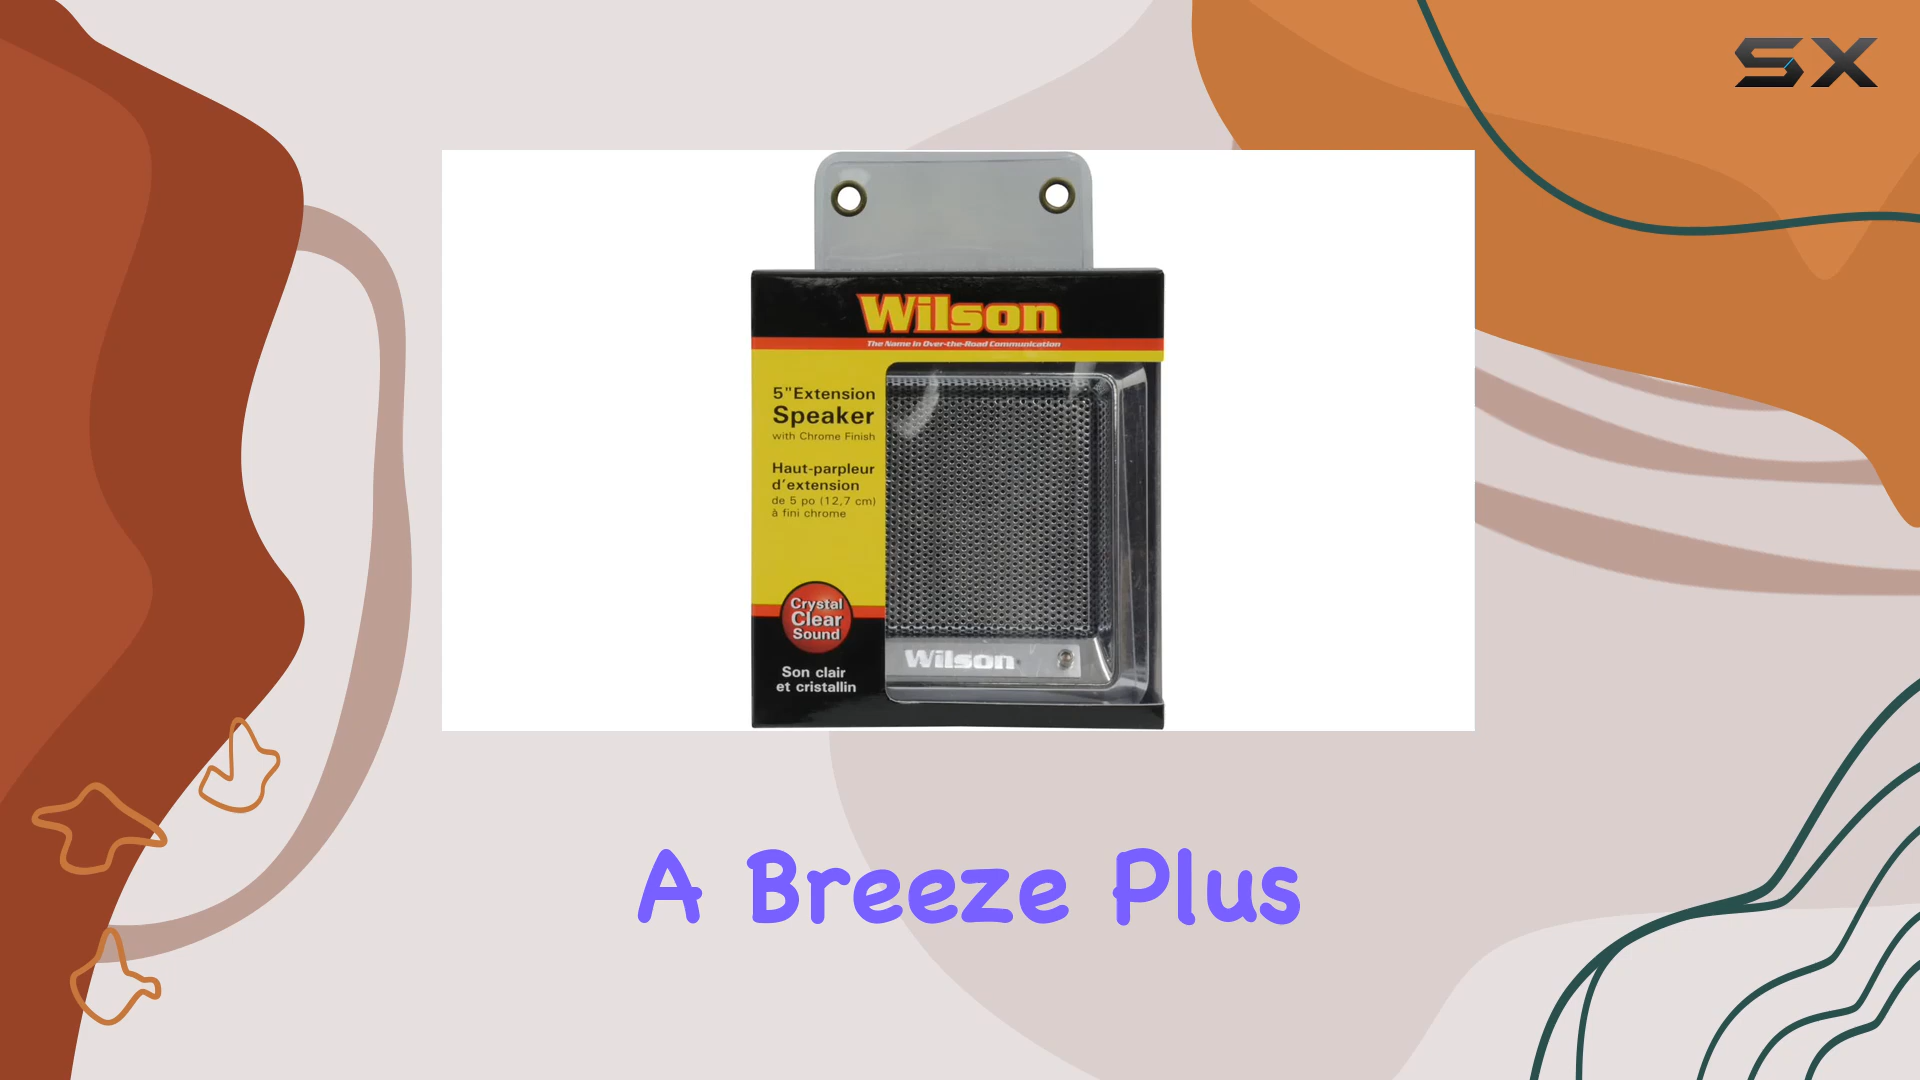 SX
Wilson
The Name in Over-the-Road Communication
5"Extension
Speaker
with Chrome Finish
Haut-parpleur
d'extension
de 5 po (12,7 cm)
à fini chrome
Crystal
Clear
Sound
Son clair
et cristallin
Wilson
A Breeze Plus